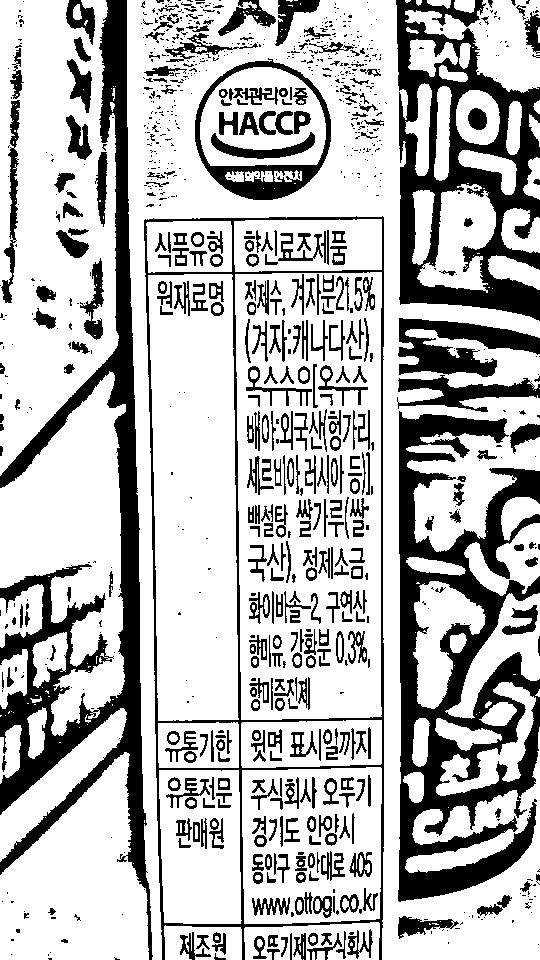 안전관리인증
HACCP
식품의약품안전처
식품유형 향신료조제품
원재료명 정제수, 겨자분21.5%
(겨자:캐나다산),
옥수수유[옥수수
배아:외국산(헝가리,
세르비아,러시아 등)],
백설탕, 쌀가루(쌀:
국산), 정제소금,
화이비솔-2, 구연산,
향미유, 강황분 0.3%,
향미증진제
유통기한 윗면 표시일까지
유통전문 주식회사 오뚜기
판매원 경기도 안양시
동안구 흥안대로 405
www.ottogi.co.kr
제조원 오뚜기제유주식회사